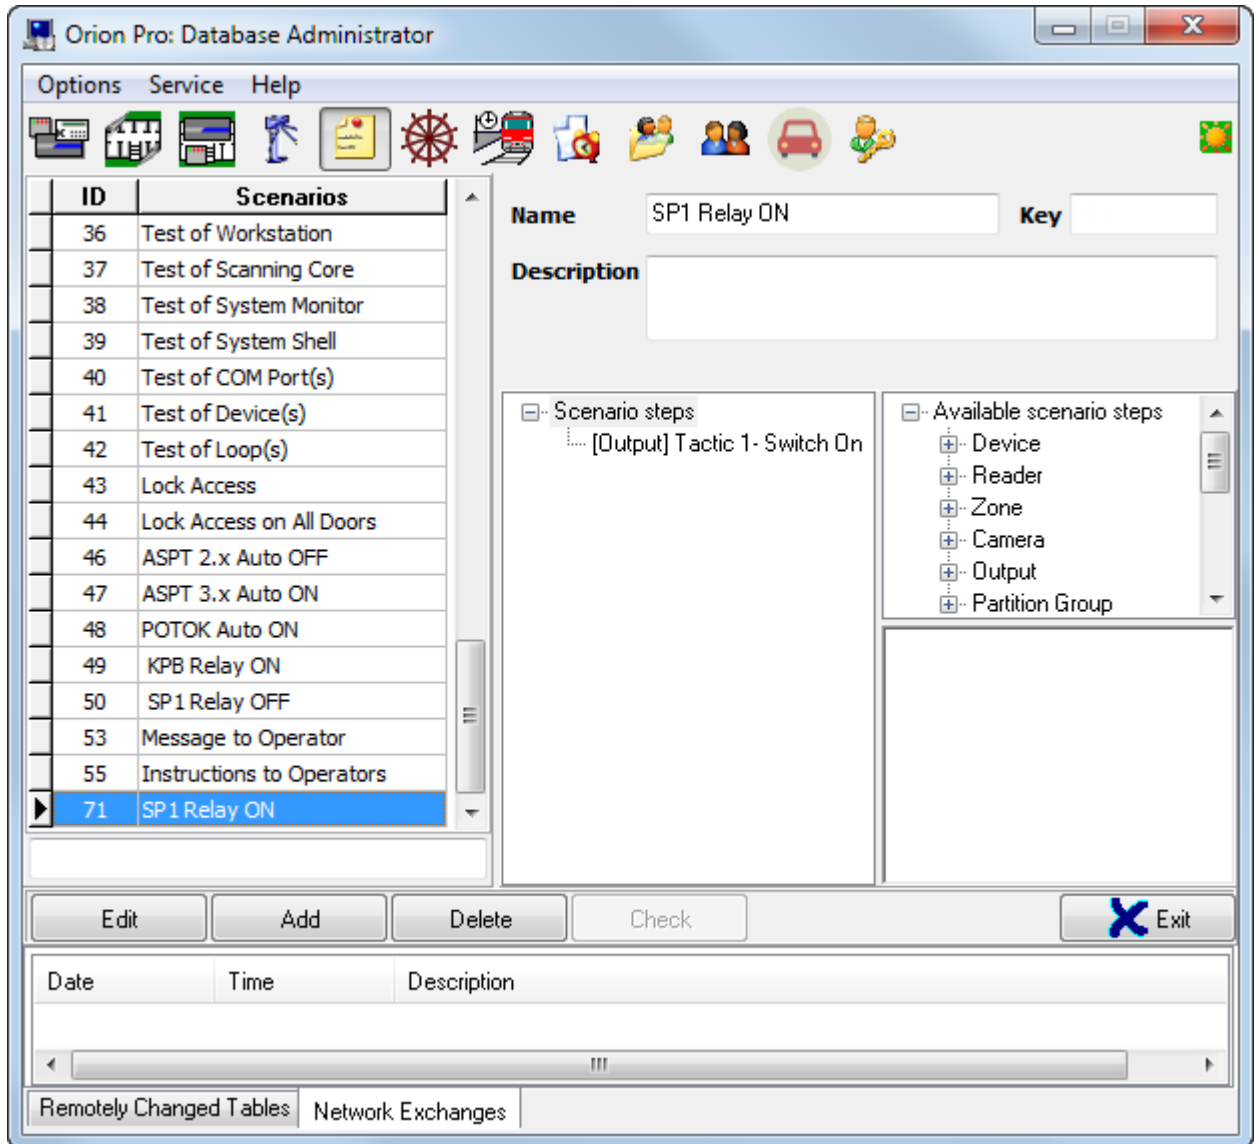 Orion Pro: Database Administrator
Options Service Help
ID Scenarios
36 Test of Workstation
37 Test of Scanning Core
38 Test of System Monitor
39 Test of System Shell
40 Test of COM Port(s)
41 Test of Device(s)
42 Test of Loop(s)
43 Lock Access
44 Lock Access on All Doors
46 ASPT 2.x Auto OFF
47 ASPT 3.x Auto ON
48 POTOK Auto ON
49 KPB Relay ON
50 SP1 Relay OFF
53 Message to Operator
55 Instructions to Operators
71 SP1 Relay ON
Name SP1 Relay ON Key
Description
Scenario steps
[Output] Tactic 1- Switch On
Available scenario steps
Device
Reader
Zone
Camera
Output
Partition Group
Edit Add Delete Check Exit
Date Time Description
Remotely Changed Tables Network Exchanges